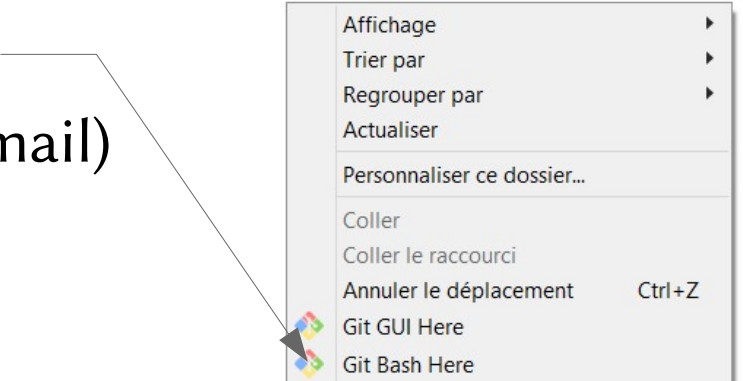 mail)
Affichage
Trier par
Regrouper par
Actualiser
Personnaliser ce dossier...
Coller
Coller le raccourci
Annuler le déplacement Ctrl+Z
Git GUI Here
Git Bash Here